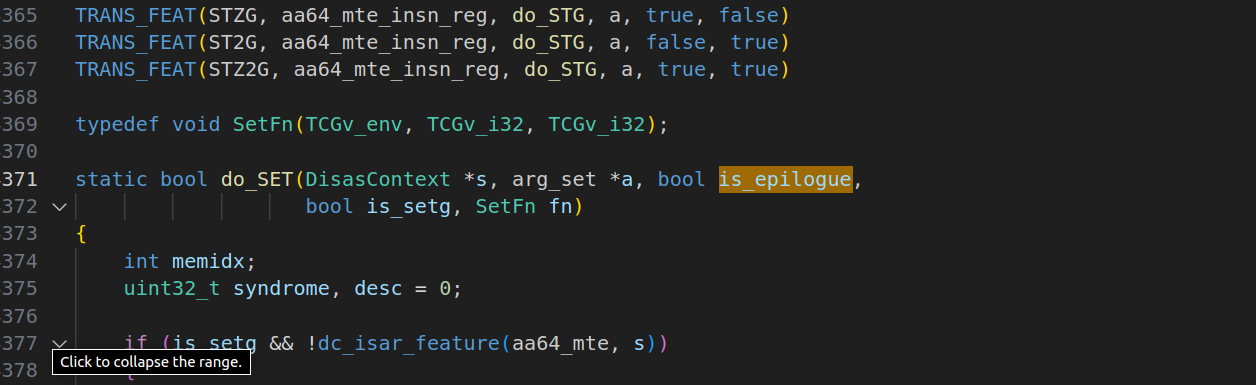 365 TRANS_FEAT(STZG, aa64_mte_insn_reg, do_STG, a, true, false)
366 TRANS_FEAT(ST2G, aa64_mte_insn_reg, do_STG, a, false, true)
367 TRANS_FEAT(STZ2G, aa64_mte_insn_reg, do_STG, a, true, true)
368
369 typedef void SetFn(TCGv_env, TCGv_i32, TCGv_i32);
370
371 static bool do_SET(DisasContext *s, arg_set *a, bool is_epilogue,
372 bool is_setg, SetFn fn)
373 {
374 int memidx;
375 uint32_t syndrome, desc = 0;
376
377 if (is_setg && !dc_isar_feature(aa64_mte, s))
Click to collapse the range.
378 {